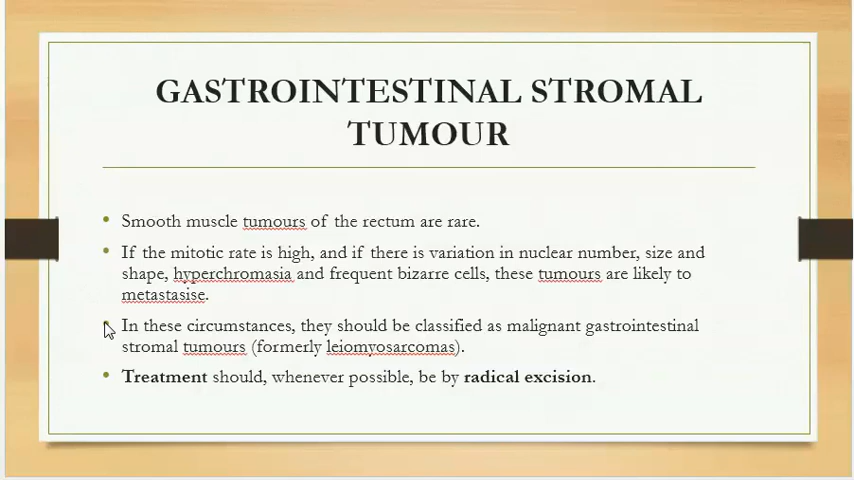 GASTROINTESTINAL STROMAL
TUMOUR
• Smooth muscle tumours of the rectum are rare.
• If the mitotic rate is high, and if there is variation in nuclear number, size and
shape, hyperchromasia and frequent bizarre cells, these tumours are likely to
metastasise.
• In these circumstances, they should be classified as malignant gastrointestinal
stromal tumours (formerly leiomyosarcomas).
• Treatment should, whenever possible, be by radical excision.